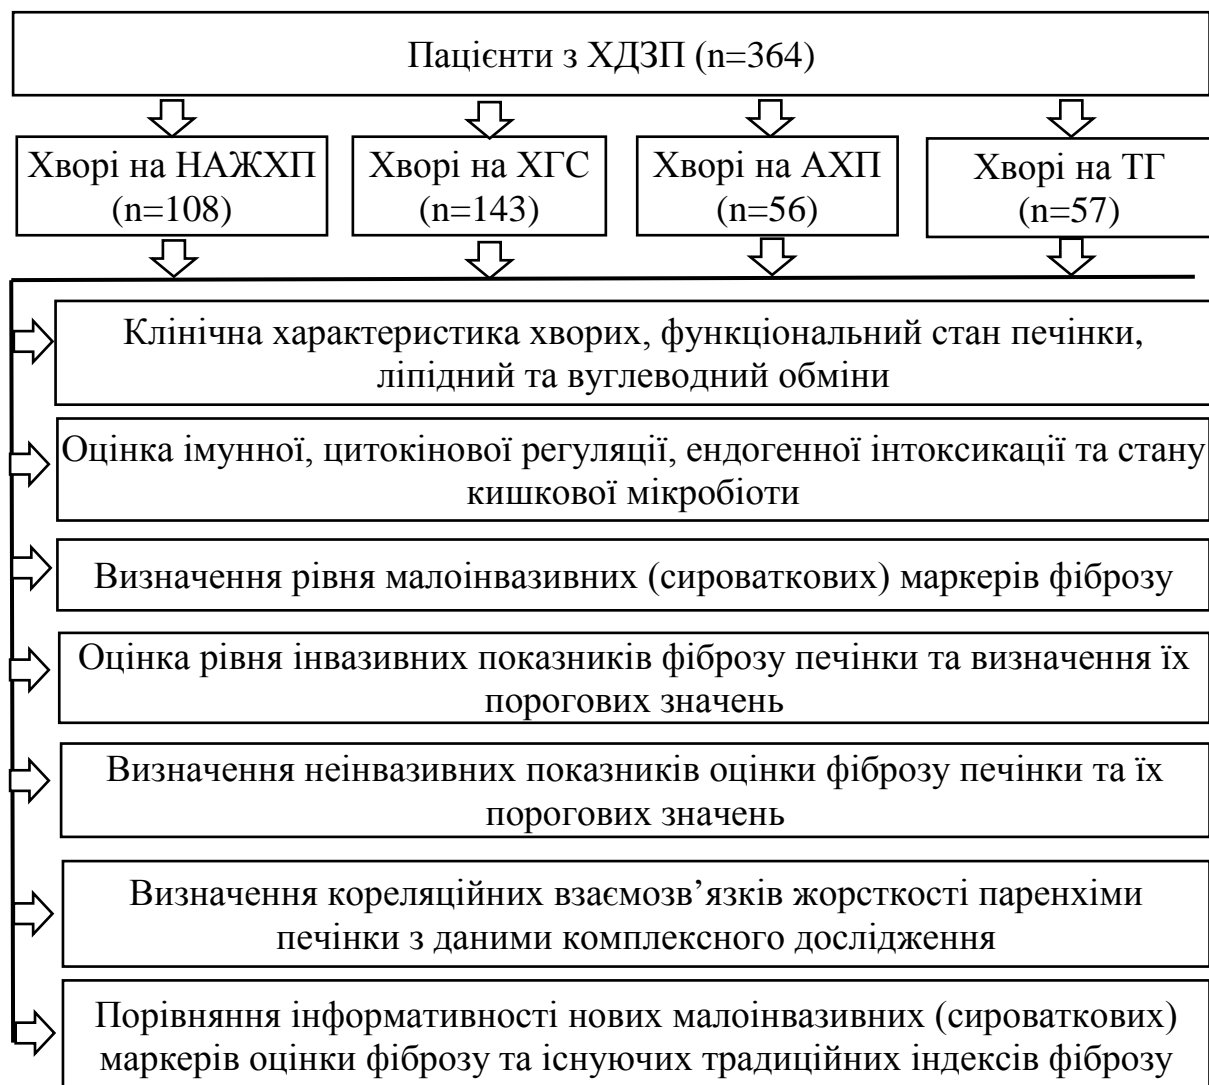 Пацієнти з ХДЗП (n=364)
Хворі на НАЖХП
(n=108)
Хворі на ХГС
(n=143)
Хворі на АХП
(n=56)
Хворі на ТГ
(n=57)
Клінічна характеристика хворих, функціональний стан печінки,
ліпідний та вуглеводний обміни
Оцінка імунної, цитокінової регуляції, ендогенної інтоксикації та стану
кишкової мікробіоти
Визначення рівня малоінвазивних (сироваткових) маркерів фіброзу
Оцінка рівня інвазивних показників фіброзу печінки та визначення їх
порогових значень
Визначення неінвазивних показників оцінки фіброзу печінки та їх
порогових значень
Визначення кореляційних взаємозв’язків жорсткості паренхіми
печінки з даними комплексного дослідження
Порівняння інформативності нових малоінвазивних (сироваткових)
маркерів оцінки фіброзу та існуючих традиційних індексів фіброзу